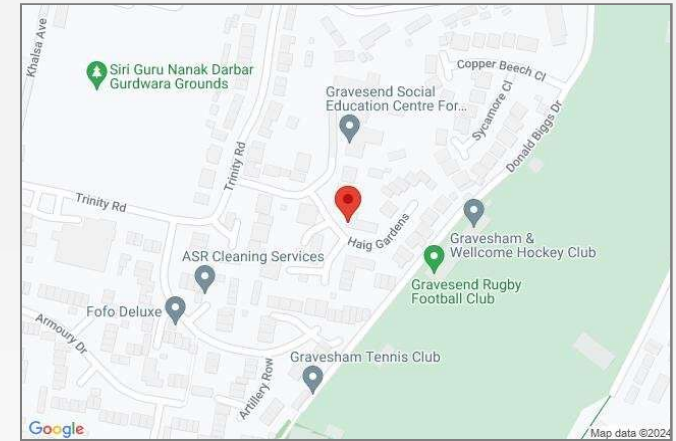 Khalsa Ave
Siri Guru Nanak Darbar
Gurdwara Grounds
Copper Beech Cl
Gravesend Social
Education Centre For...
Sycamore Cl
Donald Biggs Dr
Trinity Rd
Trinity Rd
Haig Gardens
Gravesham &
Wellcome Hockey Club
ASR Cleaning Services
Gravesend Rugby
Football Club
Fofo Deluxe
Armoury Dr
Gravesham Tennis Club
Artillery Row
Google
Map data ©2024